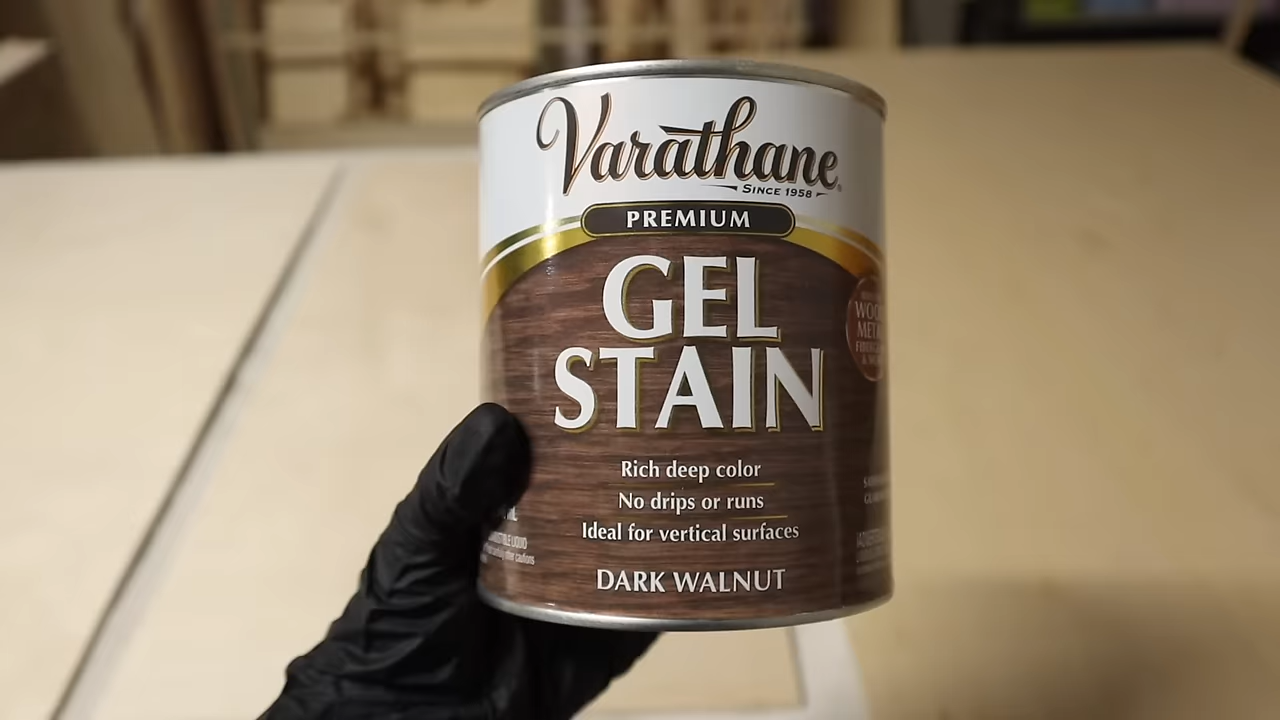 Varathane
SINCE 1958
PREMIUM
GEL
STAIN
Rich deep color
No drips or runs
Ideal for vertical surfaces
DARK WALNUT